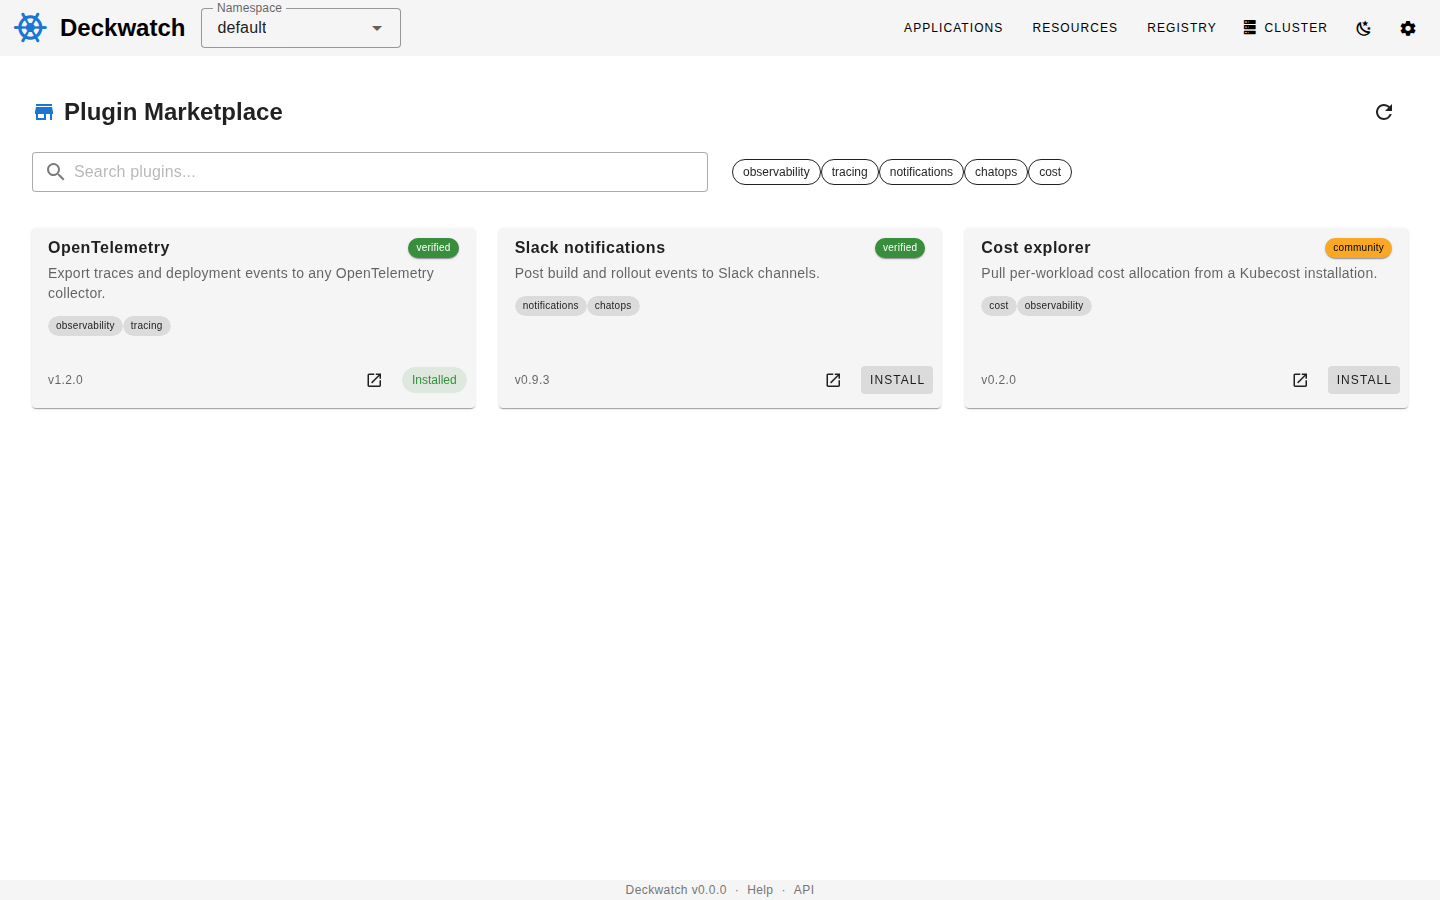 Deckwatch
Namespace
default
APPLICATIONS
RESOURCES
REGISTRY
CLUSTER
Plugin Marketplace
Search plugins...
observability
tracing
notifications
chatops
cost
OpenTelemetry
verified
Export traces and deployment events to any OpenTelemetry
collector.
observability
tracing
v1.2.0
Installed
Slack notifications
verified
Post build and rollout events to Slack channels.
notifications
chatops
v0.9.3
INSTALL
Cost explorer
community
Pull per-workload cost allocation from a Kubecost installation.
cost
observability
v0.2.0
INSTALL
Deckwatch v0.0.0 · Help · API